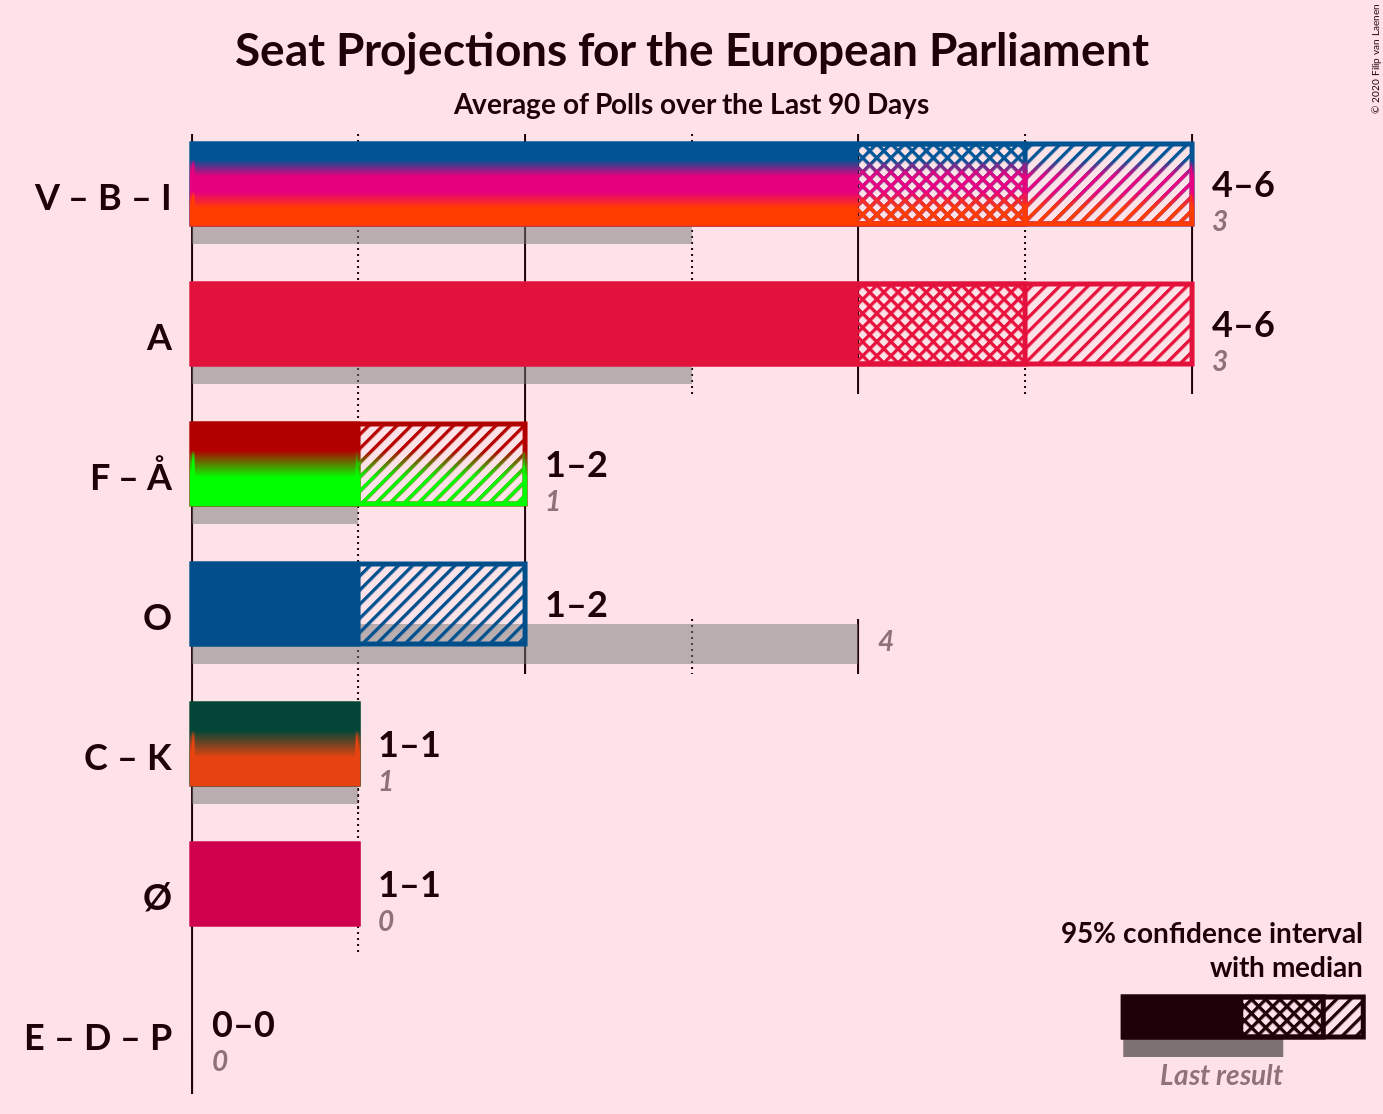 Seat Projections for the European Parliament
Average of Polls over the Last 90 Days
© 2020 Filip van Laenen
V – B – I
4–6
3
A
4–6
3
F – Å
1–2
1
O
1–2
4
C – K
1–1
1
Ø
1–1
0
E – D – P
0–0
0
95% confidence interval
with median
Last result